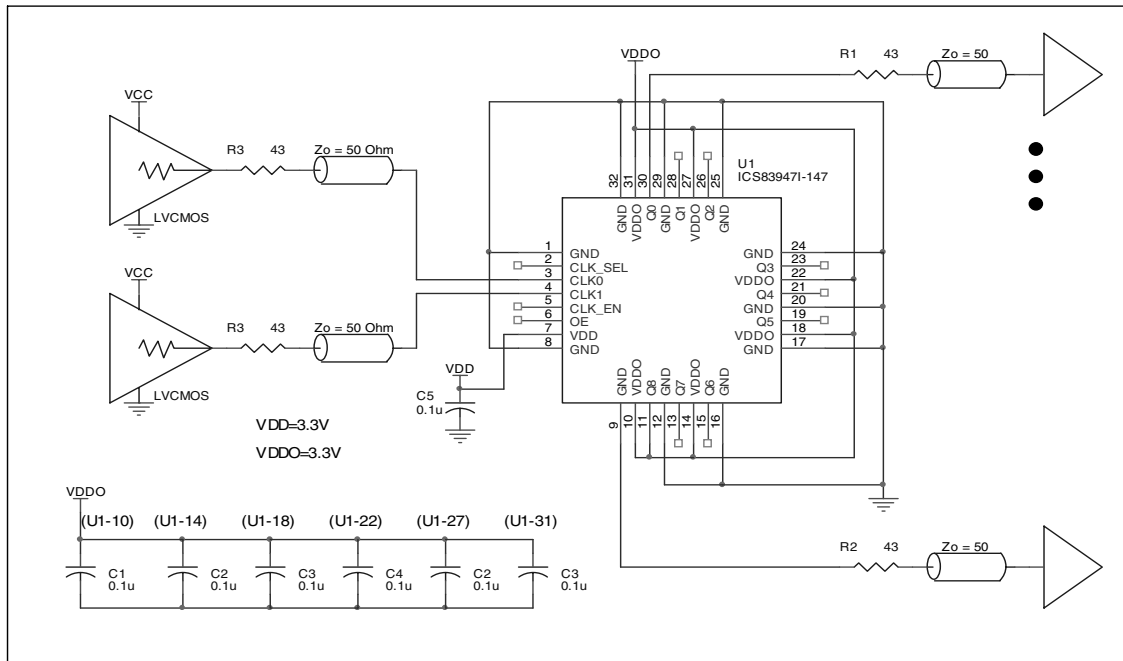 VDDO
R1 43 Zo = 50
VCC
R3 43 Zo = 50 Ohm
LVCMOS
VCC
R3 43 Zo = 50 Ohm
LVCMOS
U1
ICS83947I-147
32 31 30 29 28 27 26 25
GND VDDO Q0 GND Q1 VDDO Q2 GND
1 GND
2 CLK_SEL
3 CLK0
4 CLK1
5 CLK_EN
6 OE
7 VDD
8 GND
GND 24
Q3 23
VDDO 22
Q4 21
GND 20
Q5 19
VDDO 18
GND 17
GND VDDO Q8 GND Q7 VDDO Q6 GND
9 10 11 12 13 14 15 16
VDD
C5
0.1u
VDD=3.3V
VDDO=3.3V
VDDO
(U1-10) (U1-14) (U1-18) (U1-22) (U1-27) (U1-31)
C1 C2 C3 C4 C2 C3
0.1u 0.1u 0.1u 0.1u 0.1u 0.1u
R2 43 Zo = 50